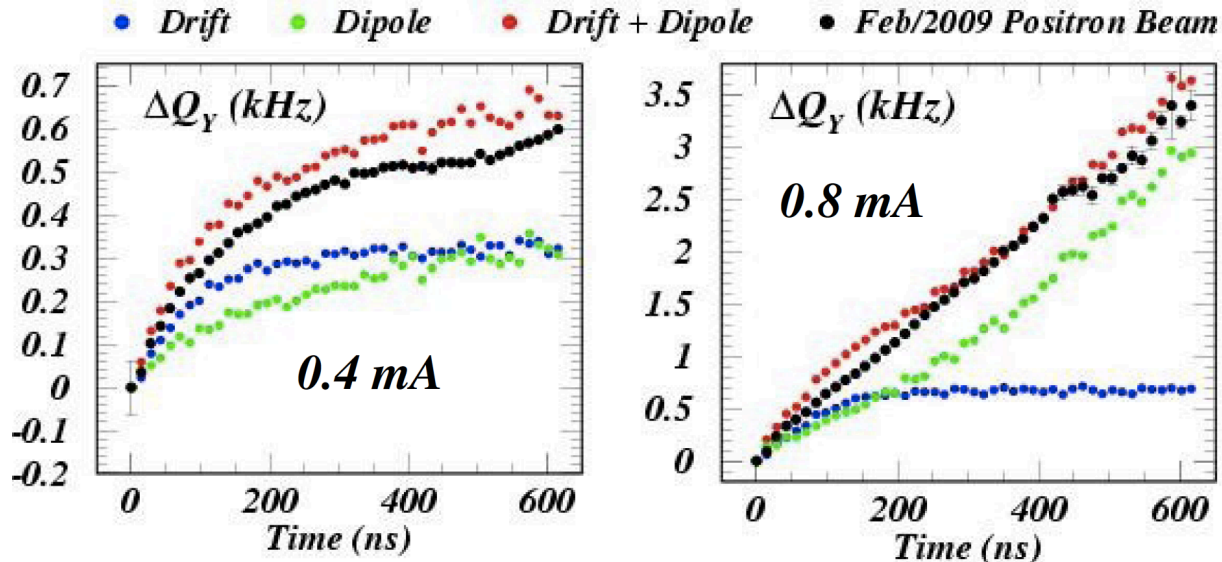 Drift Dipole Drift + Dipole Feb/2009 Positron Beam
ΔQY (kHz)
0.7
0.6
0.5
0.4
0.3
0.2
0.1
0
-0.1
-0.2
0.4 mA
0 200 400 600
Time (ns)
ΔQY (kHz)
3.5
3
2.5
2
1.5
1
0.5
0
0.8 mA
0 200 400 600
Time (ns)